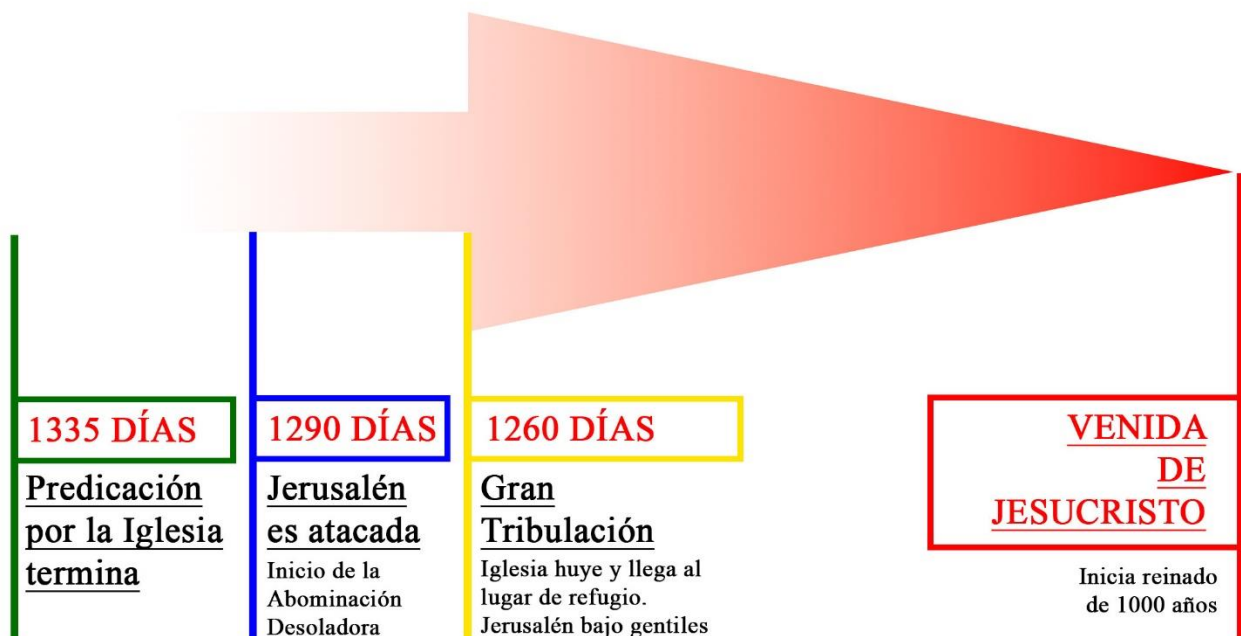 1335 DÍAS
Predicación
por la Iglesia
termina
1290 DÍAS
Jerusalén
es atacada
Inicio de la
Abominación
Desoladora
1260 DÍAS
Gran
Tribulación
Iglesia huye y llega al
lugar de refugio.
Jerusalén bajo gentiles
VENIDA
DE
JESUCRISTO
Inicia reinado
de 1000 años